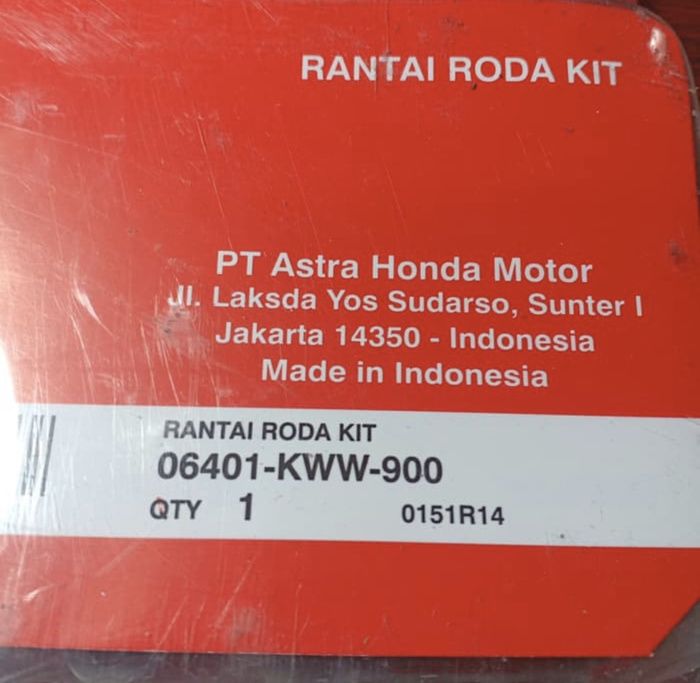 RANTAI RODA KIT
PT Astra Honda Motor
Jl. Laksda Yos Sudarso, Sunter I
Jakarta 14350 - Indonesia
Made in Indonesia
RANTAI RODA KIT
06401-KWW-900
QTY 1 0151R14